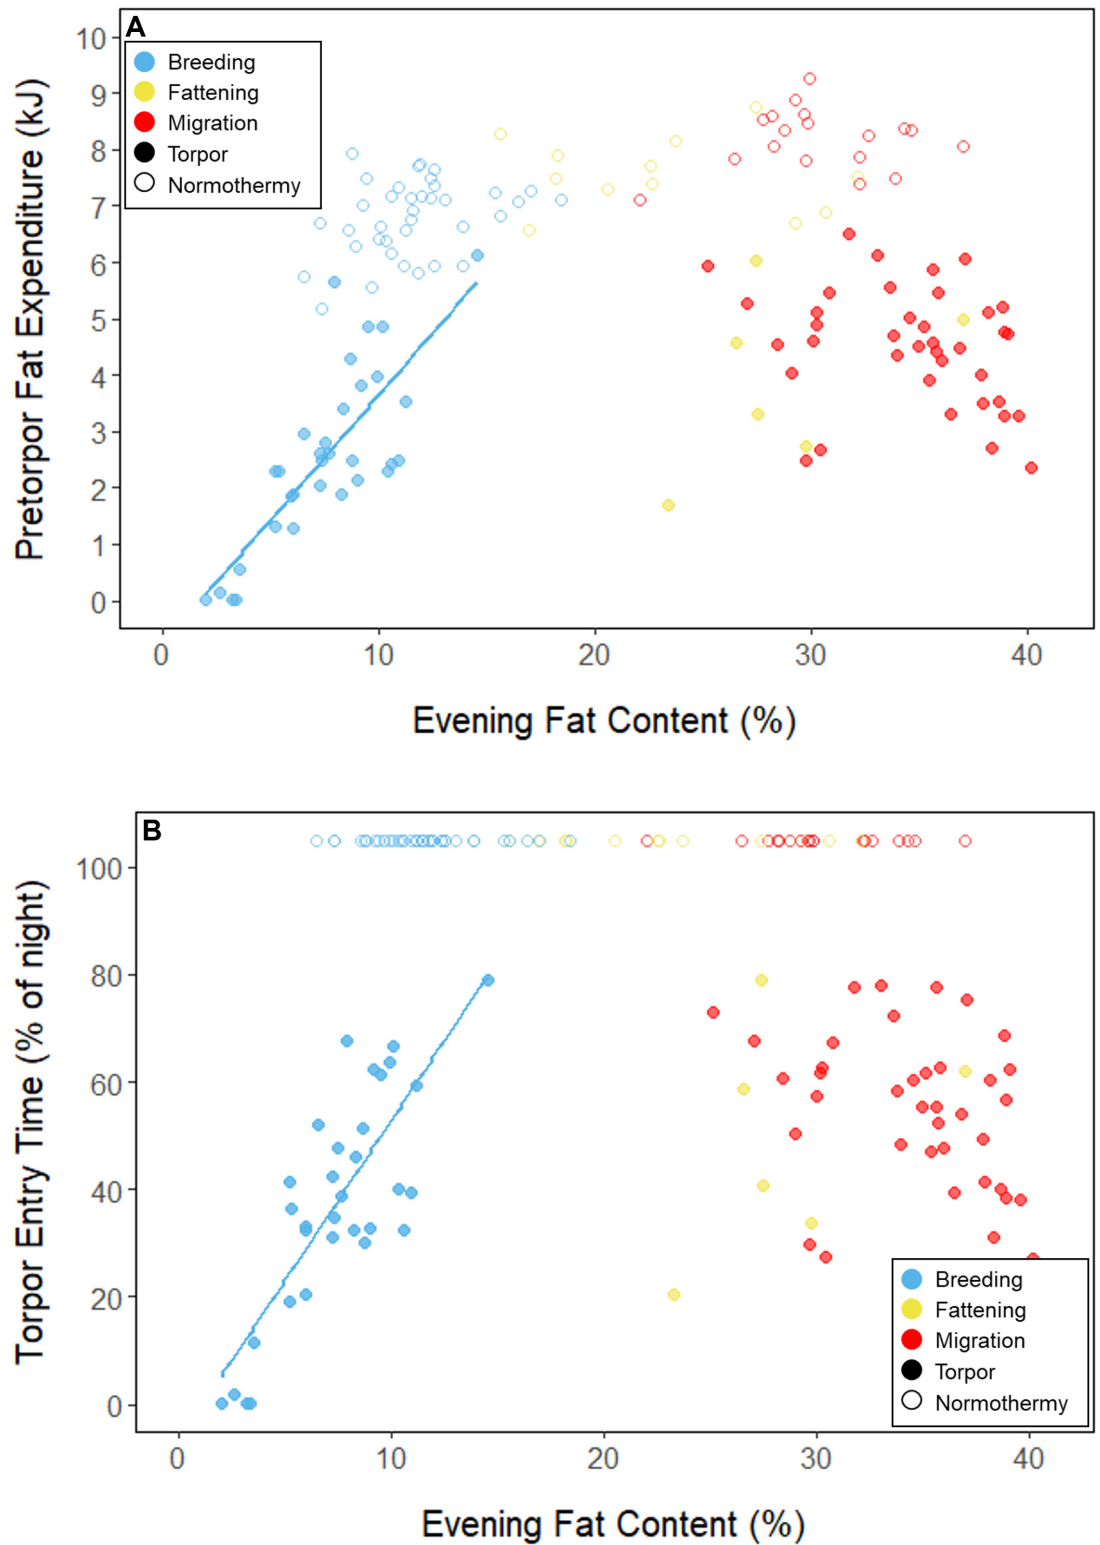 A
Breeding
Fattening
Migration
Torpor
Normothermy
10
9
8
7
6
5
4
3
2
1
0
Pretorpor Fat Expenditure (kJ)
0 10 20 30 40
Evening Fat Content (%)
B
100
80
60
40
20
0
Torpor Entry Time (% of night)
Breeding
Fattening
Migration
Torpor
Normothermy
0 10 20 30 40
Evening Fat Content (%)